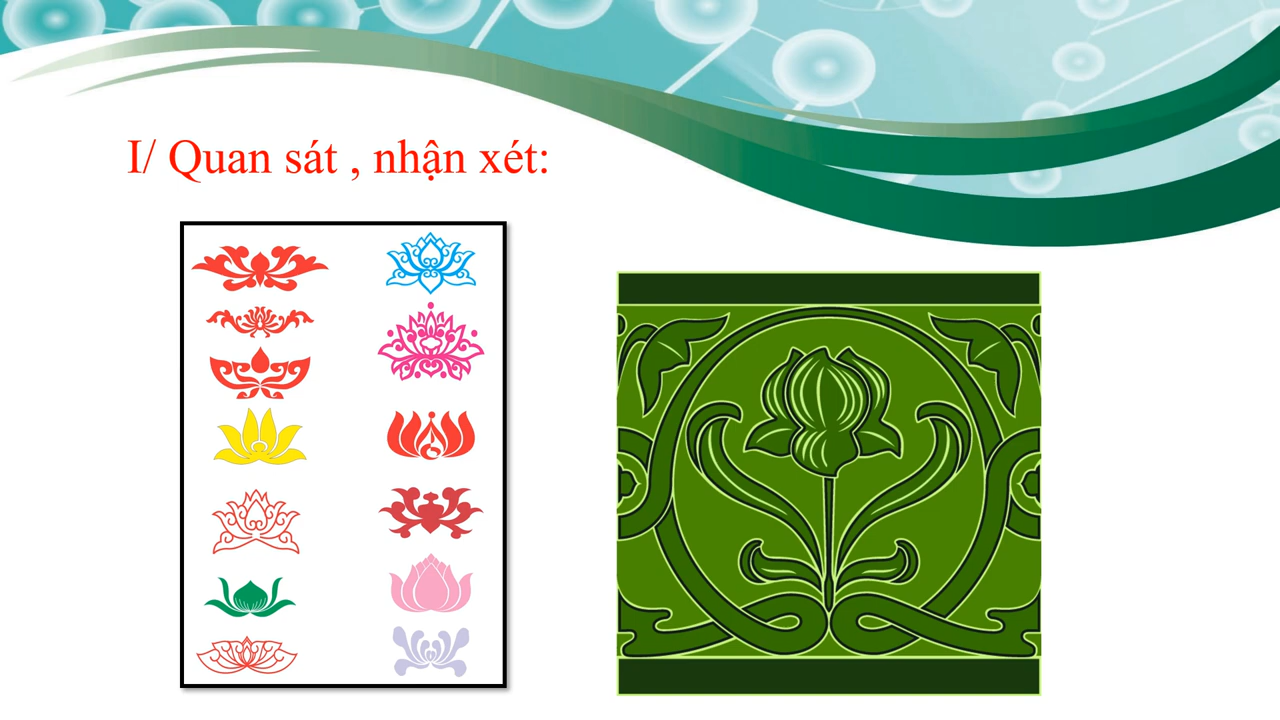 I/ Quan sát , nhận xét: